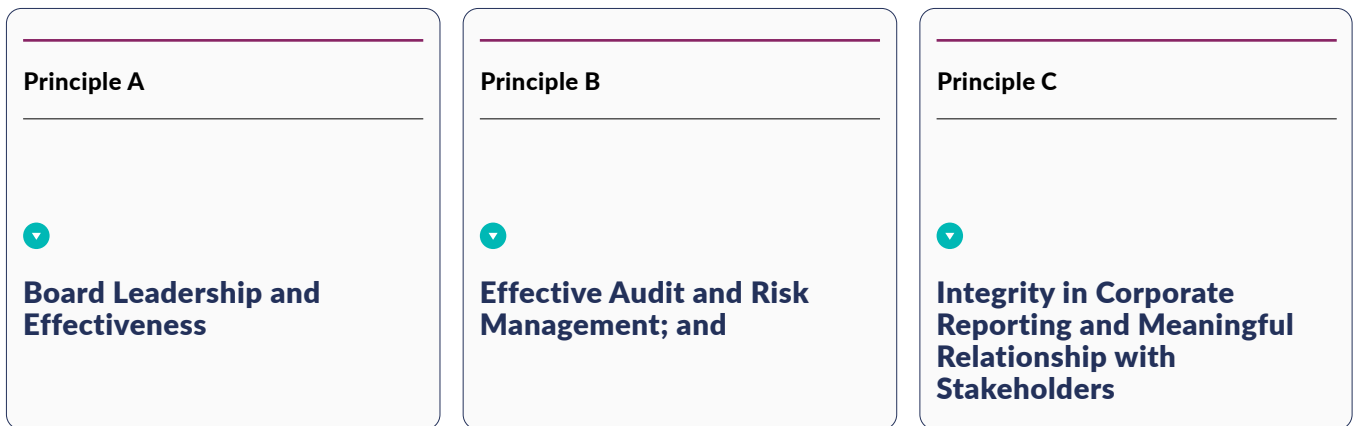 Principle A
Board Leadership and
Effectiveness
Principle B
Effective Audit and Risk
Management; and
Principle C
Integrity in Corporate
Reporting and Meaningful
Relationship with
Stakeholders